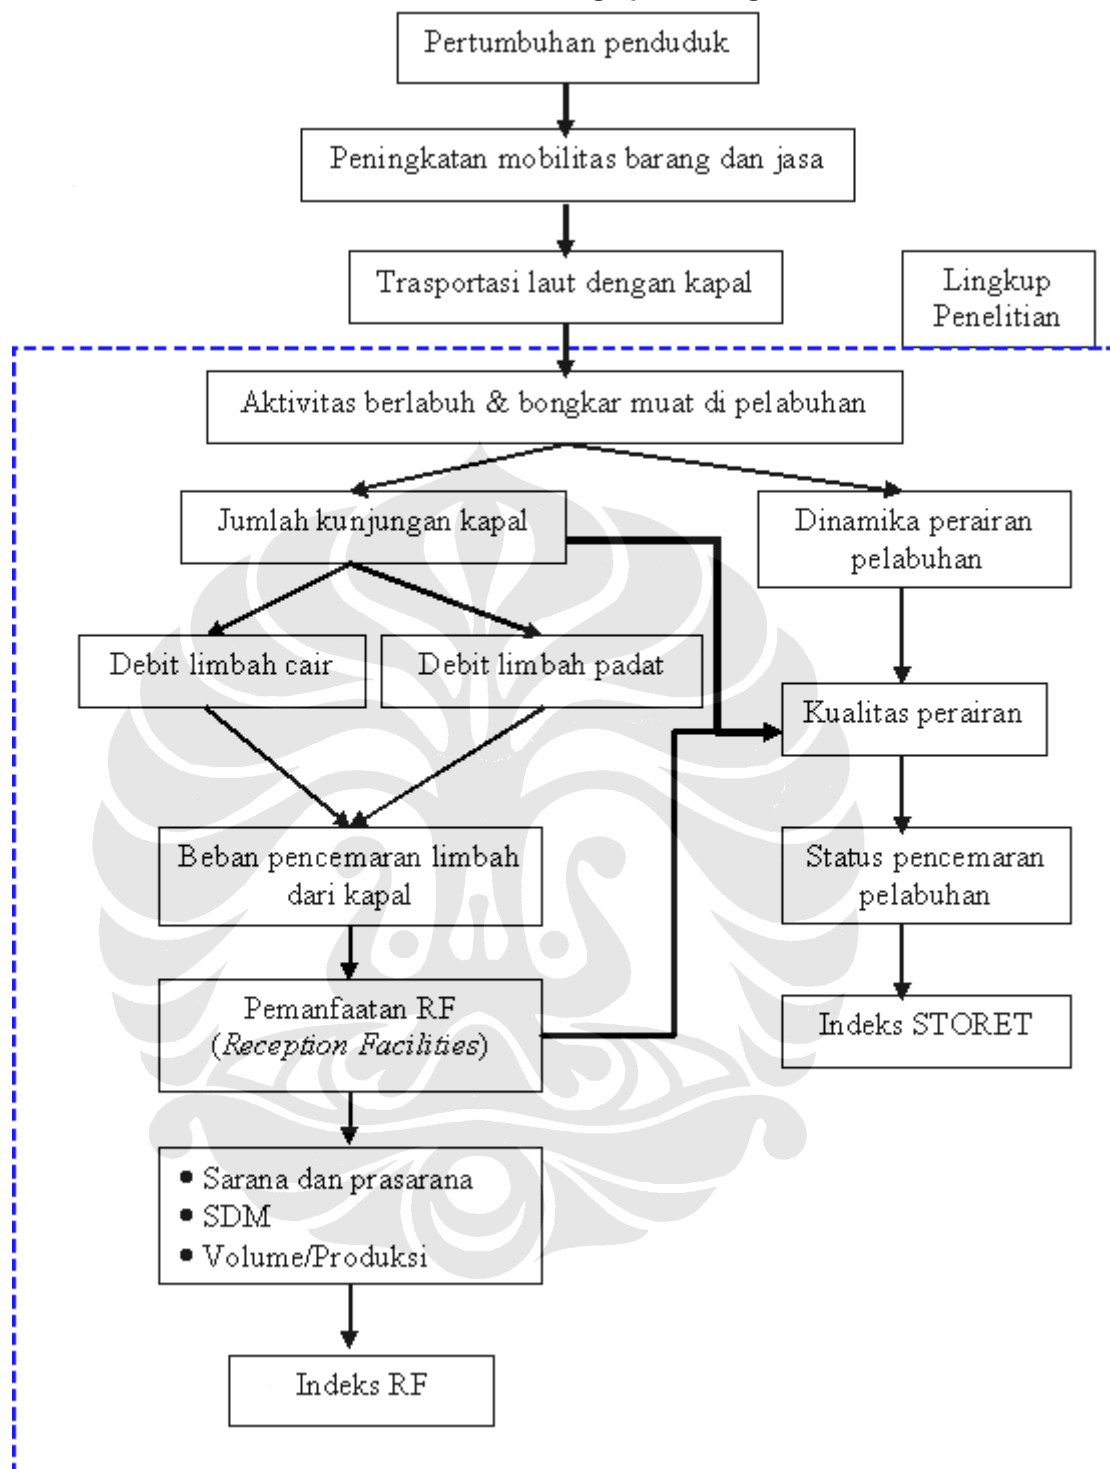 Pertumbuhan penduduk
Peningkatan mobilitas barang dan jasa
Trasportasi laut dengan kapal
Lingkup
Penelitian
Aktivitas berlabuh & bongkar muat di pelabuhan
Jumlah kunjungan kapal
Dinamika perairan
pelabuhan
Debit limbah cair
Debit limbah padat
Kualitas perairan
Beban pencemaran limbah
dari kapal
Status pencemaran
pelabuhan
Pemanfaatan RF
(Reception Facilities)
Indeks STORET
• Sarana dan prasarana
• SDM
• Volume/Produksi
Indeks RF